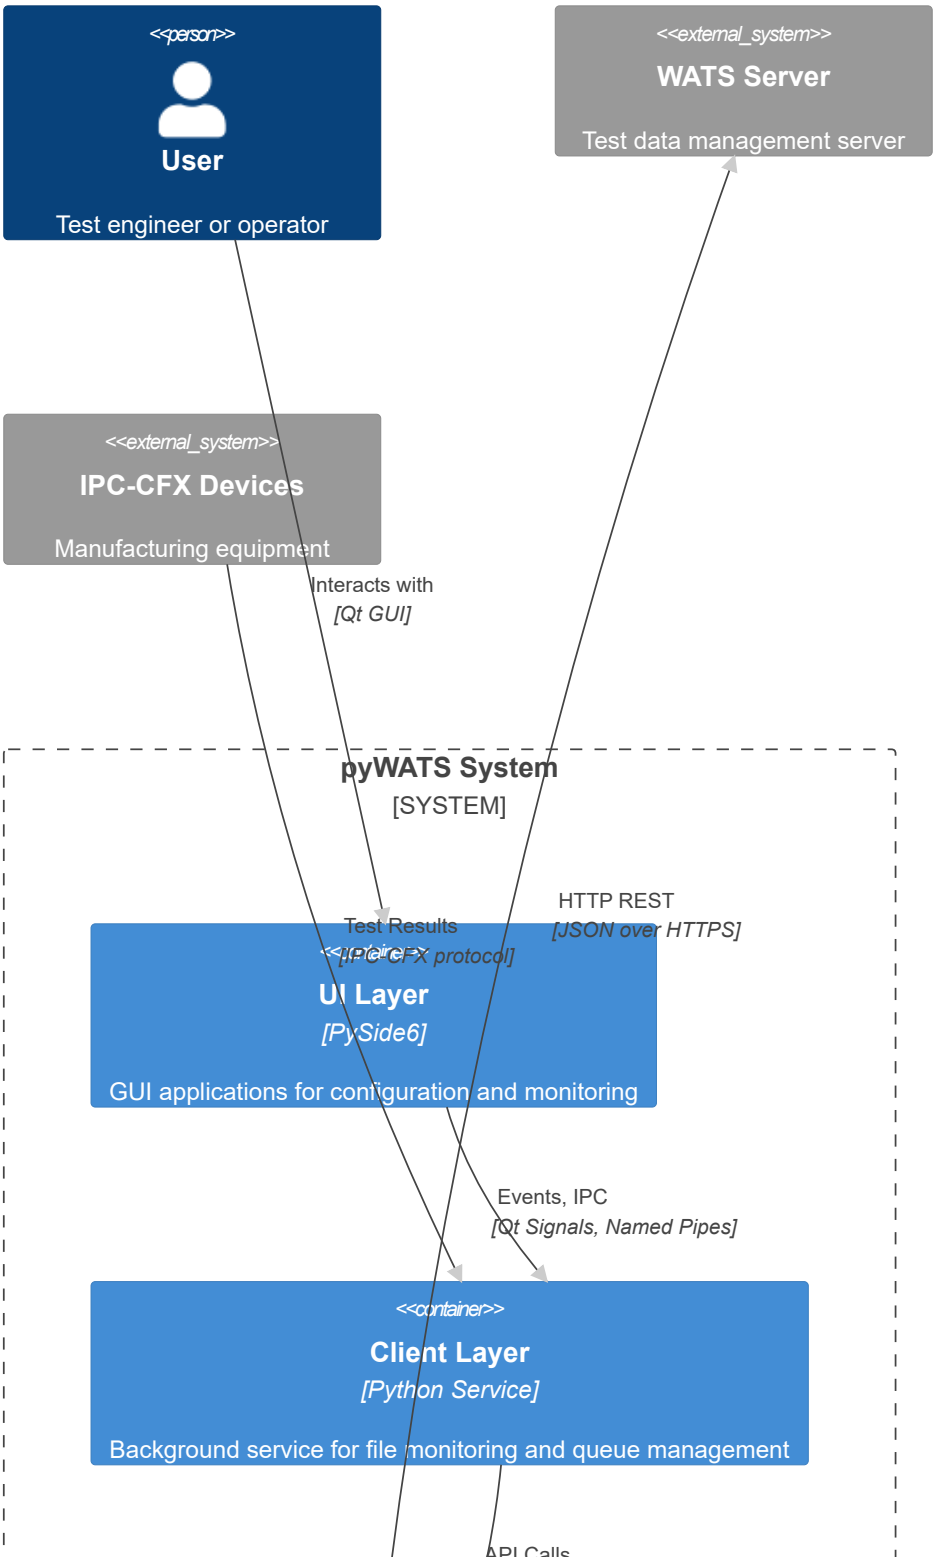 <<person>>
User
Test engineer or operator
<<external_system>>
WATS Server
Test data management server
<<external_system>>
IPC-CFX Devices
Manufacturing equipment
Interacts with
[Qt GUI]
pyWATS System
[SYSTEM]
HTTP REST
[JSON over HTTPS]
Test Results
[IPC-CFX protocol]
<<container>>
UI Layer
[PySide6]
GUI applications for configuration and monitoring
Events, IPC
[Qt Signals, Named Pipes]
<<container>>
Client Layer
[Python Service]
Background service for file monitoring and queue management
API Calls